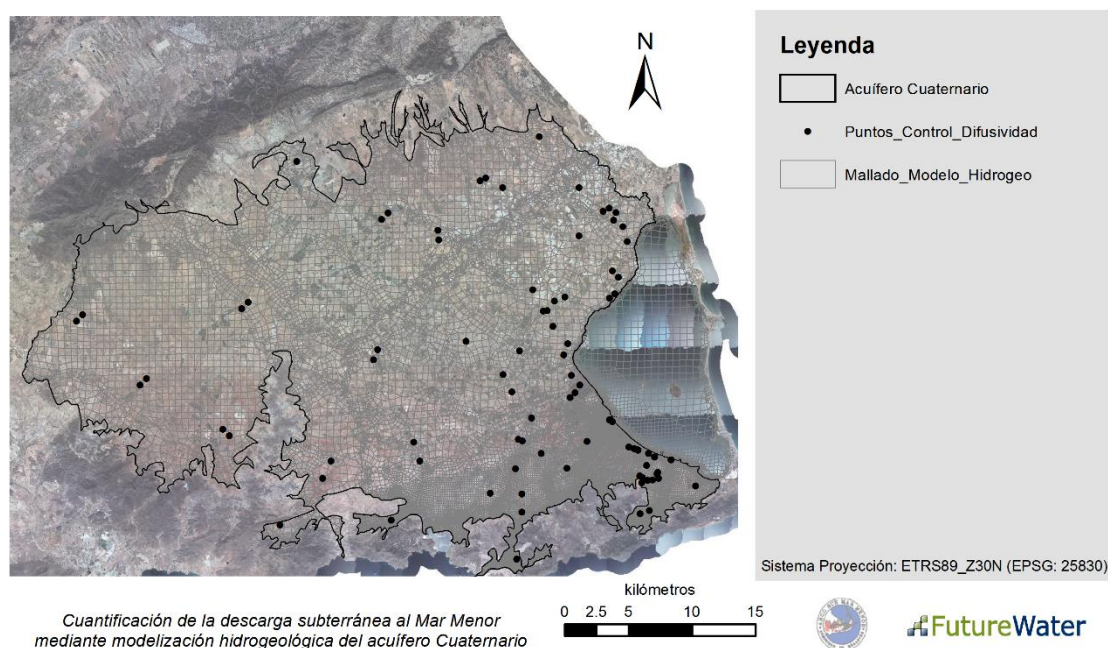 N
Leyenda
Acuífero Cuaternario
Puntos_Control_Difusividad
Mallado_Modelo_Hidrogeo
Sistema Proyección: ETRS89_Z30N (EPSG: 25830)
kilómetros
0 2.5 5 10 15
Cuantificación de la descarga subterránea al Mar Menor
mediante modelización hidrogeológica del acuífero Cuaternario
FutureWater